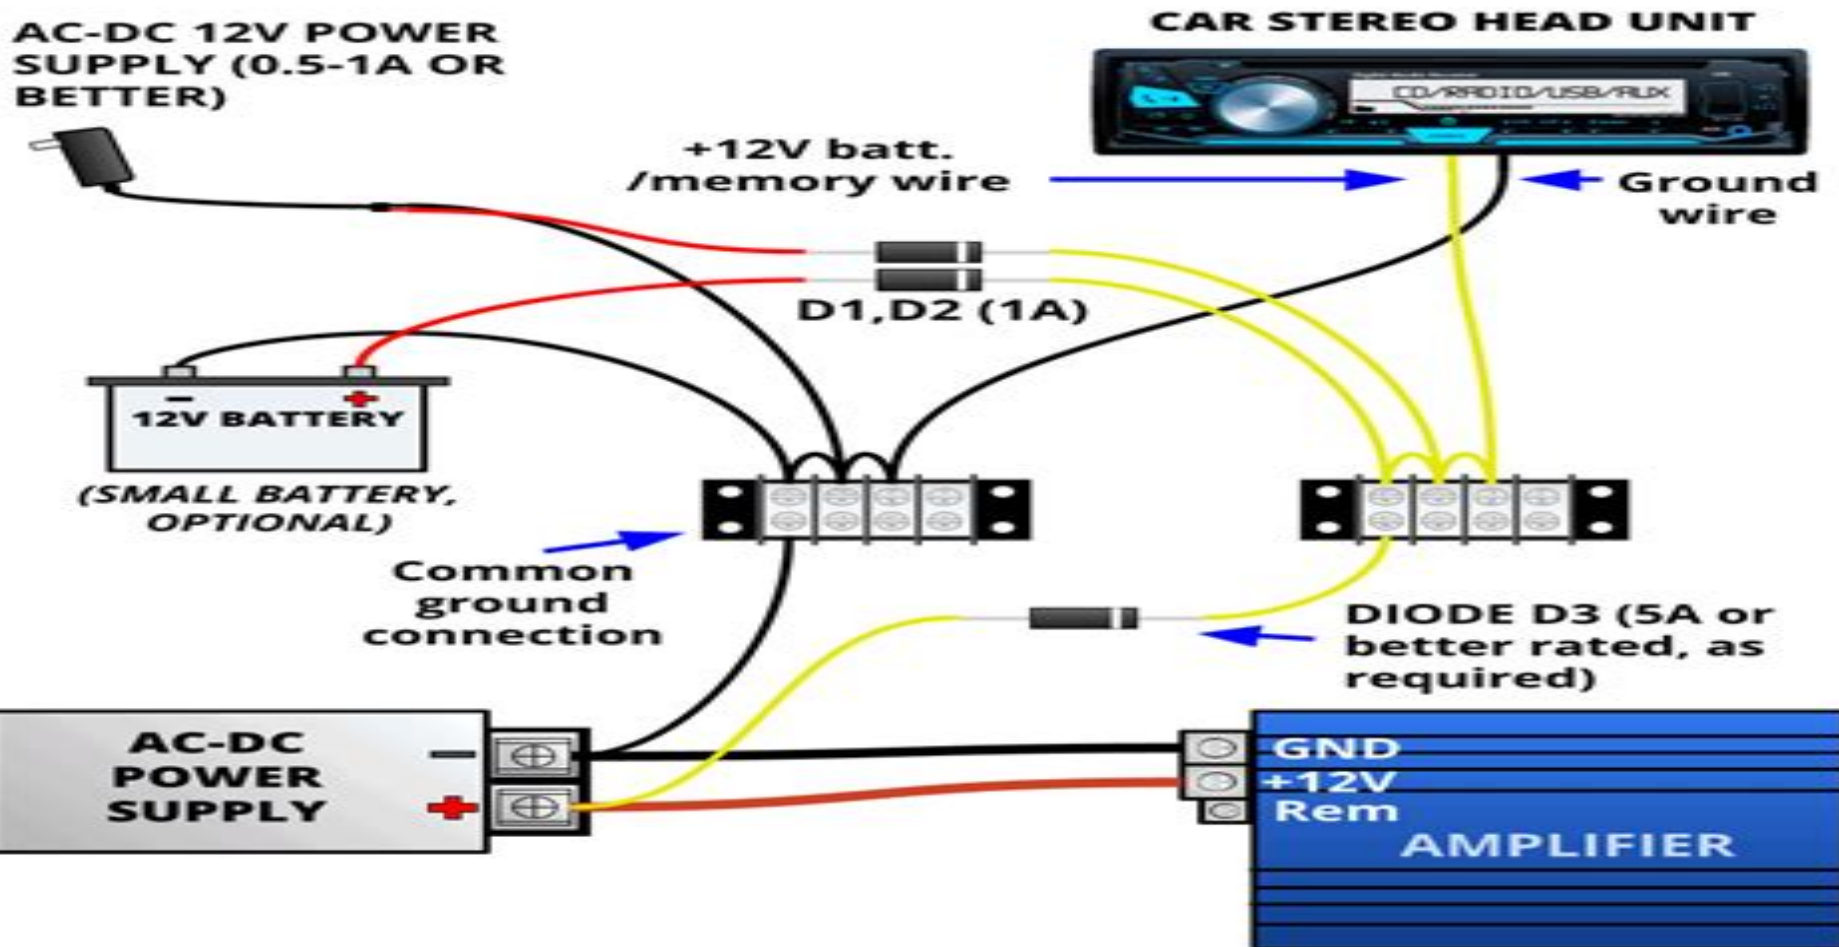 AC-DC 12V POWER
SUPPLY (0.5-1A OR
BETTER)
CAR STEREO HEAD UNIT
CD/RADIO/USB/AUX
+12V batt.
/memory wire
Ground
wire
D1,D2 (1A)
- +
12V BATTERY
(SMALL BATTERY,
OPTIONAL)
Common
ground
connection
DIODE D3 (5A or
better rated, as
required)
AC-DC
POWER
SUPPLY
-
+
GND
+12V
Rem
AMPLIFIER